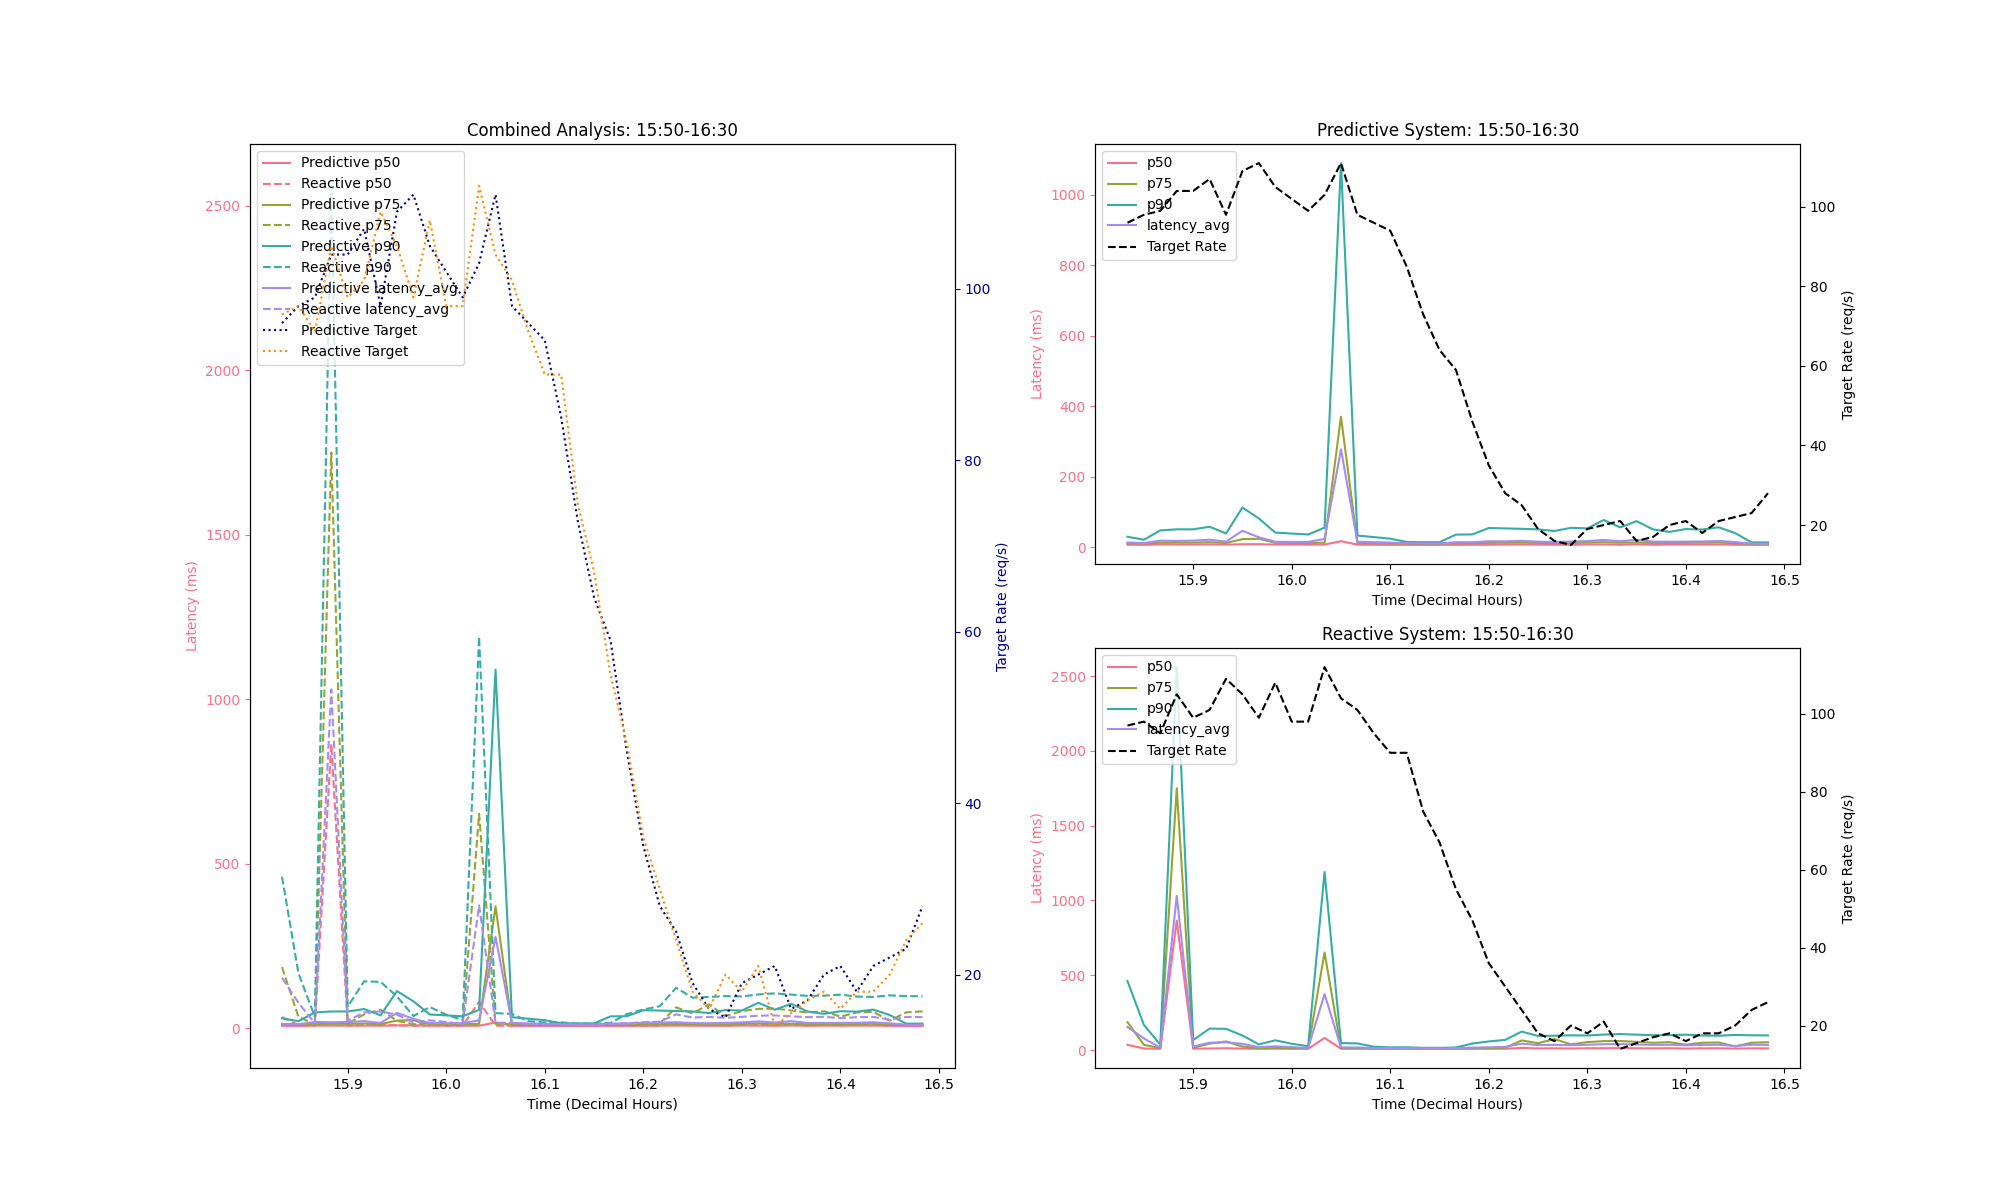 Combined Analysis: 15:50-16:30
Predictive p50
Reactive p50
Predictive p75
Reactive p75
Predictive p90
Reactive p90
Predictive latency_avg
Reactive latency_avg
Predictive Target
Reactive Target
2500
2000
1500
1000
500
0
Latency (ms)
100
80
60
40
20
Target Rate (req/s)
15.9 16.0 16.1 16.2 16.3 16.4 16.5
Time (Decimal Hours)
Predictive System: 15:50-16:30
p50
p75
p90
latency_avg
Target Rate
1000
800
600
400
200
0
Latency (ms)
100
80
60
40
20
Target Rate (req/s)
15.9 16.0 16.1 16.2 16.3 16.4 16.5
Time (Decimal Hours)
Reactive System: 15:50-16:30
p50
p75
p90
latency_avg
Target Rate
2500
2000
1500
1000
500
0
Latency (ms)
100
80
60
40
20
Target Rate (req/s)
15.9 16.0 16.1 16.2 16.3 16.4 16.5
Time (Decimal Hours)